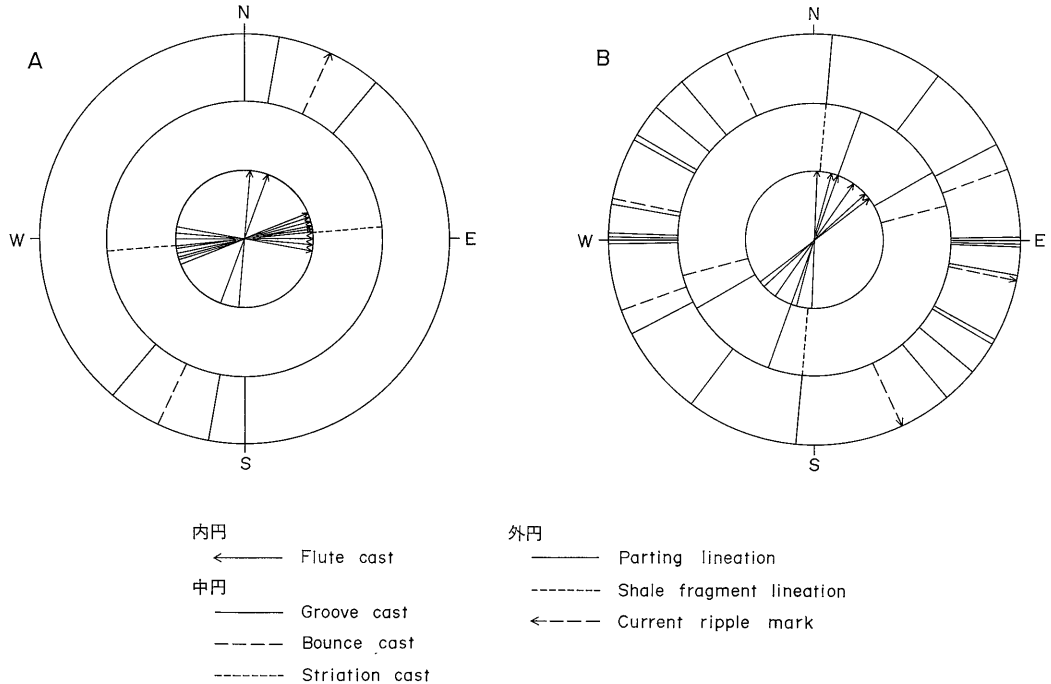 A
N
W
E
S
B
N
W
E
S
内円
Flute cast
中円
Groove cast
Bounce cast
Striation cast
外円
Parting lineation
Shale fragment lineation
Current ripple mark